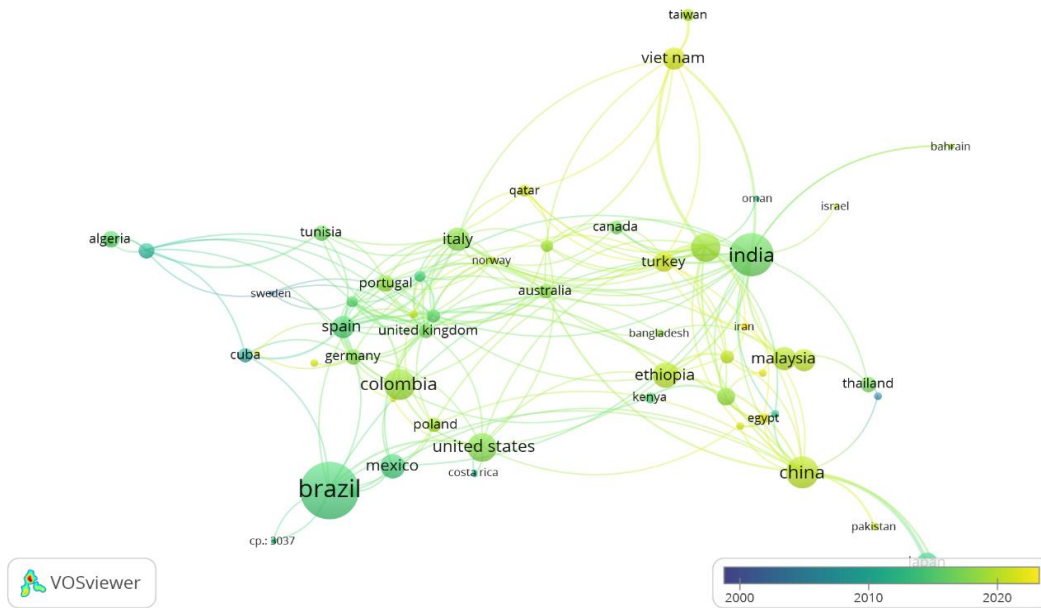 taiwan
viet nam
bahrain
qatar
oman
israel
tunisia
canada
algeria
italy
india
norway
turkey
portugal
sweden
australia
spain
united kingdom
bangladesh
iran
cuba
germany
malaysia
colombia
ethiopia
thailand
kenya
poland
egypt
united states
mexico
costa rica
china
brazil
pakistan
cp.: 3037
japan
VOSviewer
2000 2010 2020